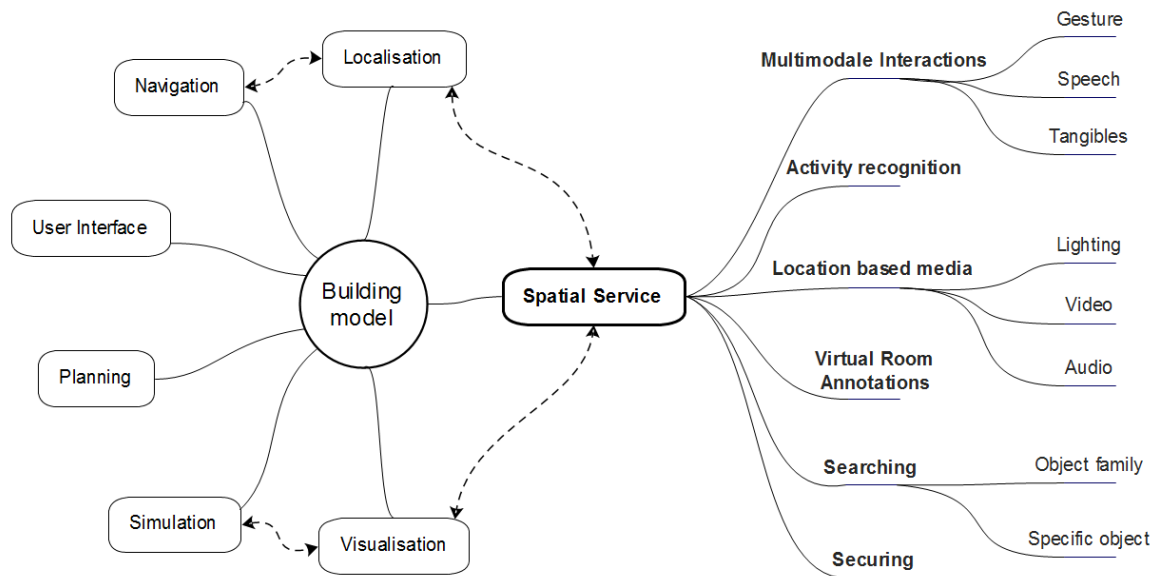 Localisation
Navigation
User Interface
Building
model
Planning
Simulation
Visualisation
Spatial Service
Multimodale Interactions
Gesture
Speech
Tangibles
Activity recognition
Location based media
Lighting
Video
Audio
Virtual Room
Annotations
Searching
Object family
Specific object
Securing